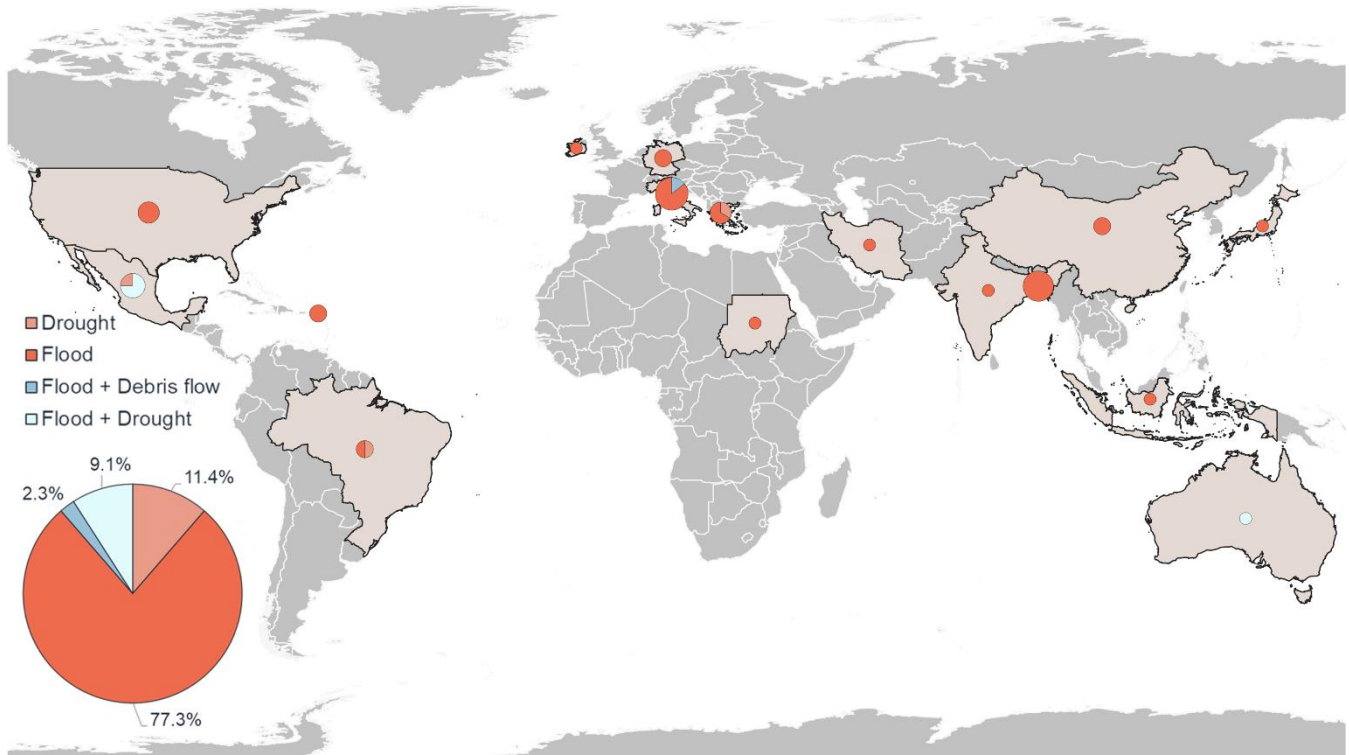 Drought
Flood
Flood + Debris flow
Flood + Drought
9.1%
11.4%
2.3%
77.3%